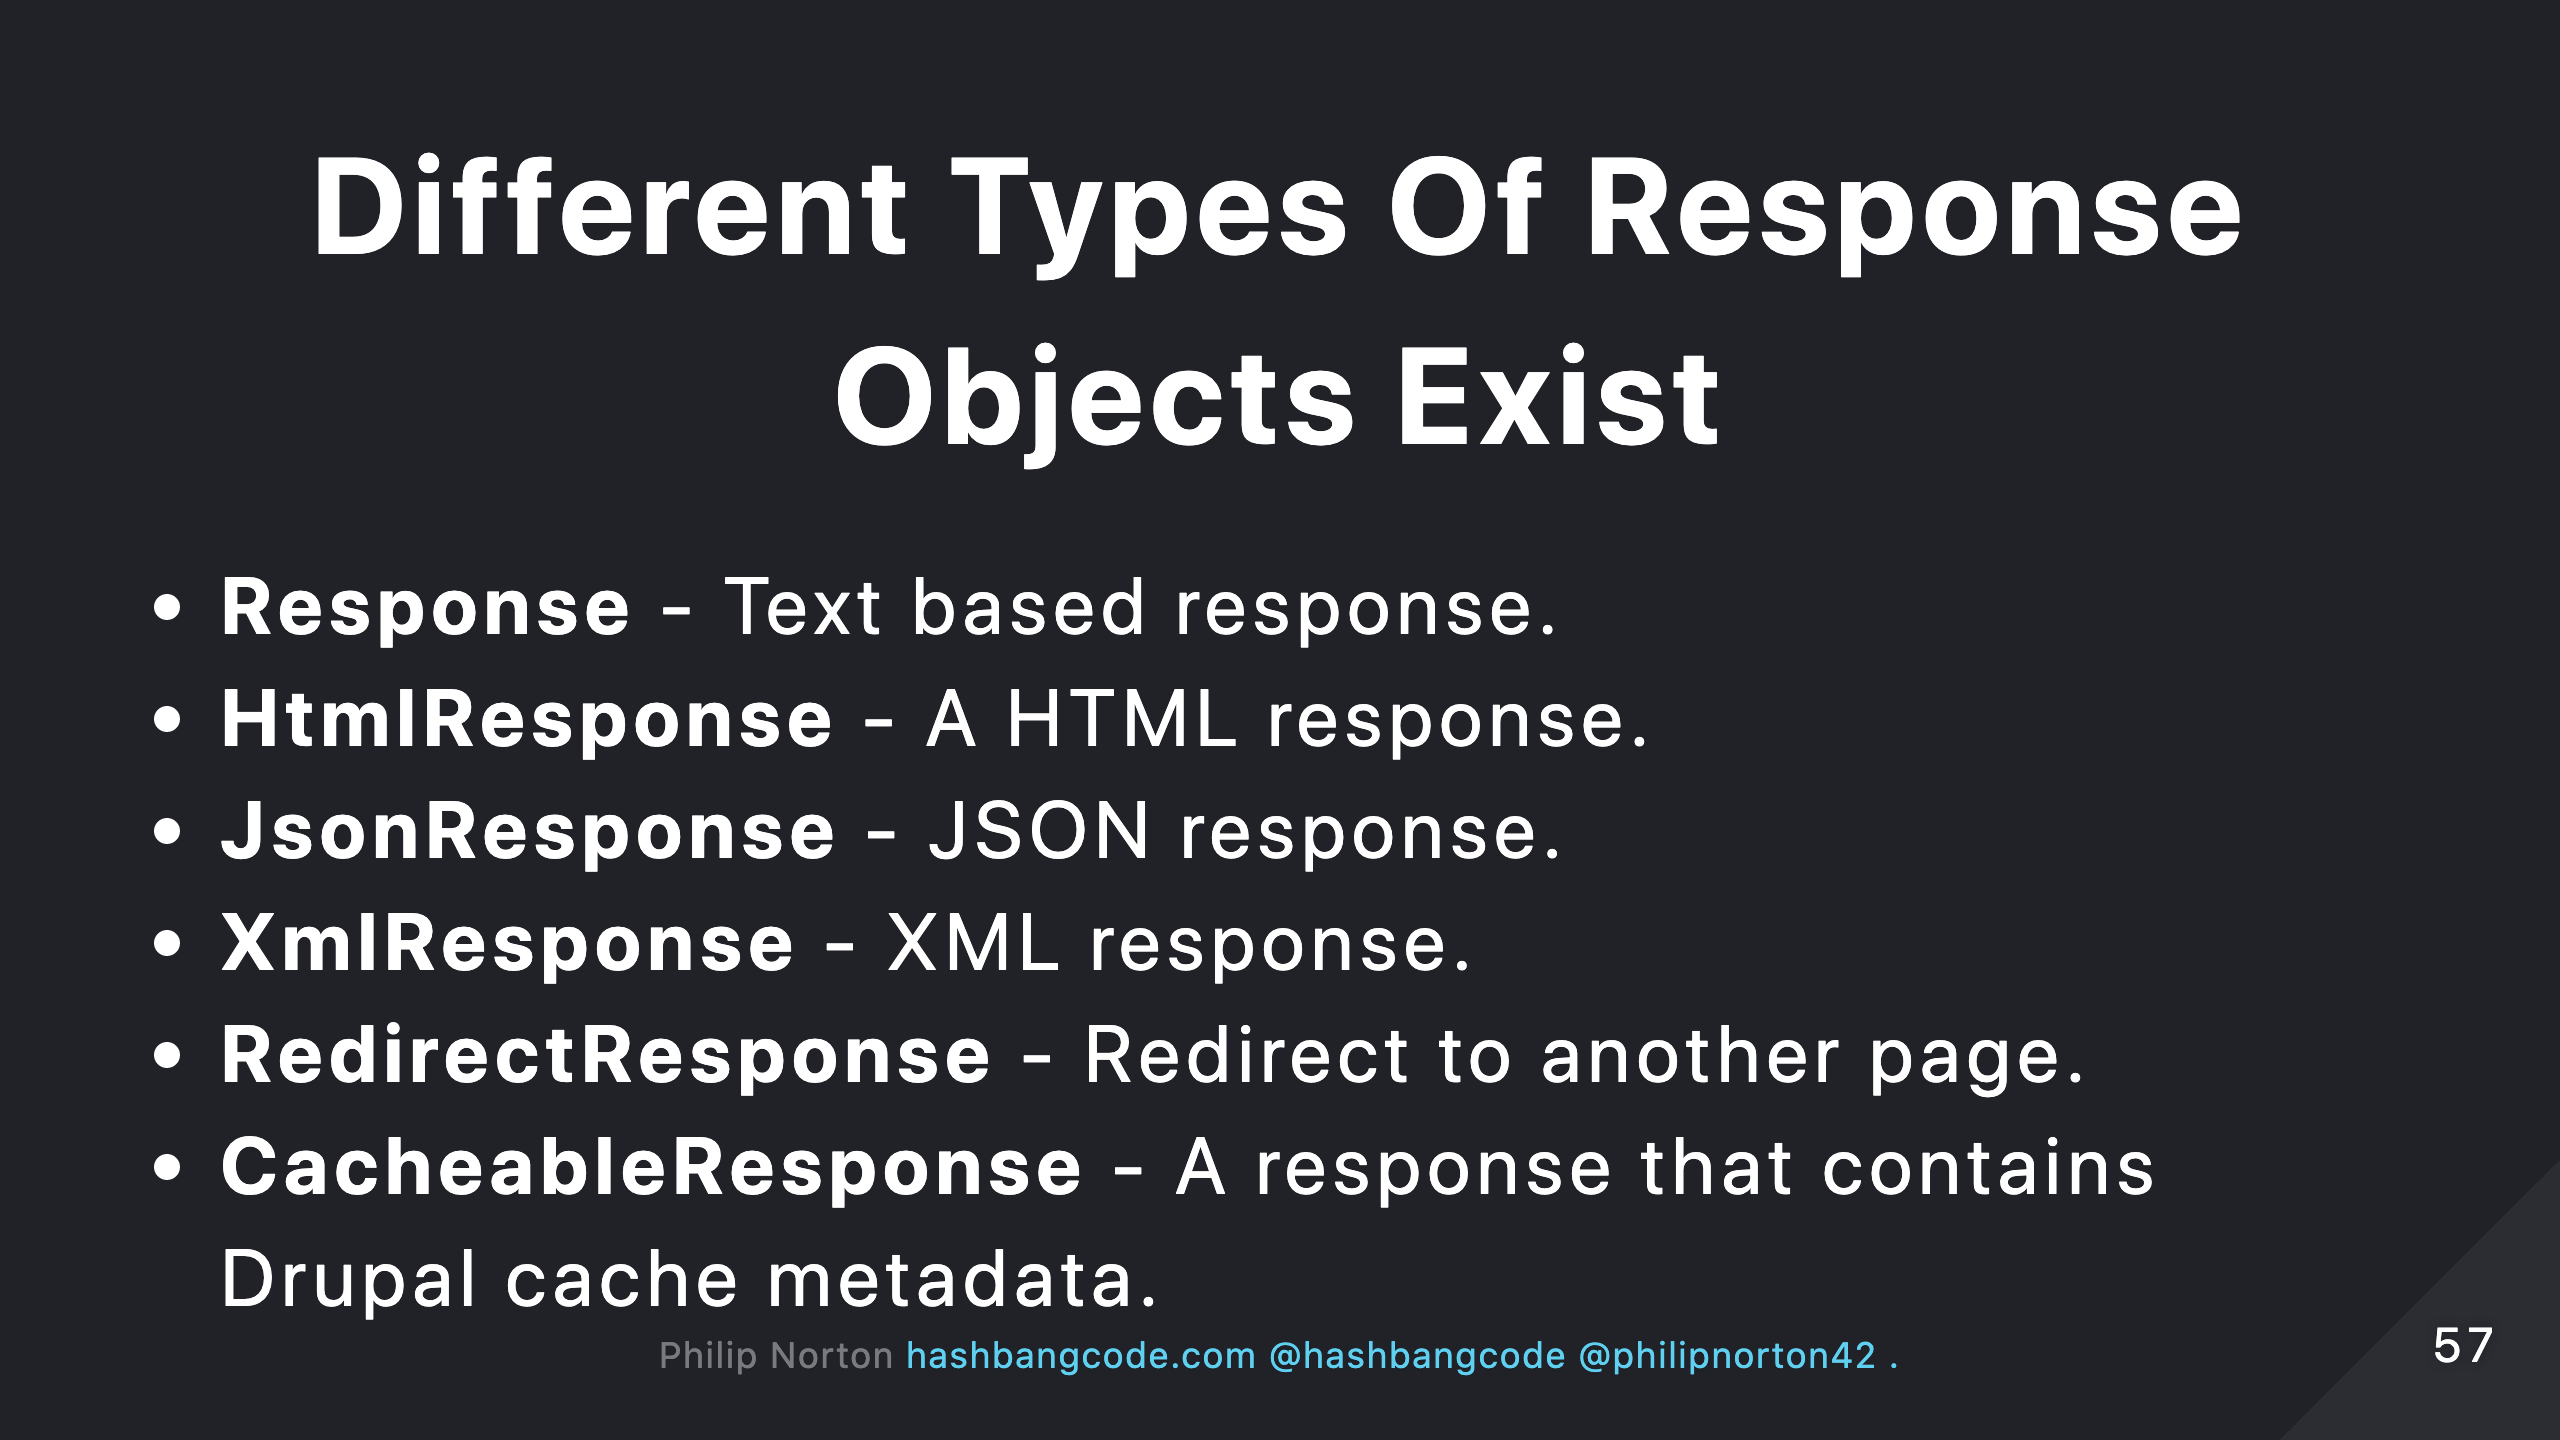 Different Types Of Response
Objects Exist
• Response - Text based response.
• HtmlResponse - A HTML response.
• JsonResponse - JSON response.
• XmlResponse - XML response.
• RedirectResponse - Redirect to another page.
• CacheableResponse - A response that contains
Drupal cache metadata.
Philip Norton hashbangcode.com @hashbangcode @philipnorton42 .
57